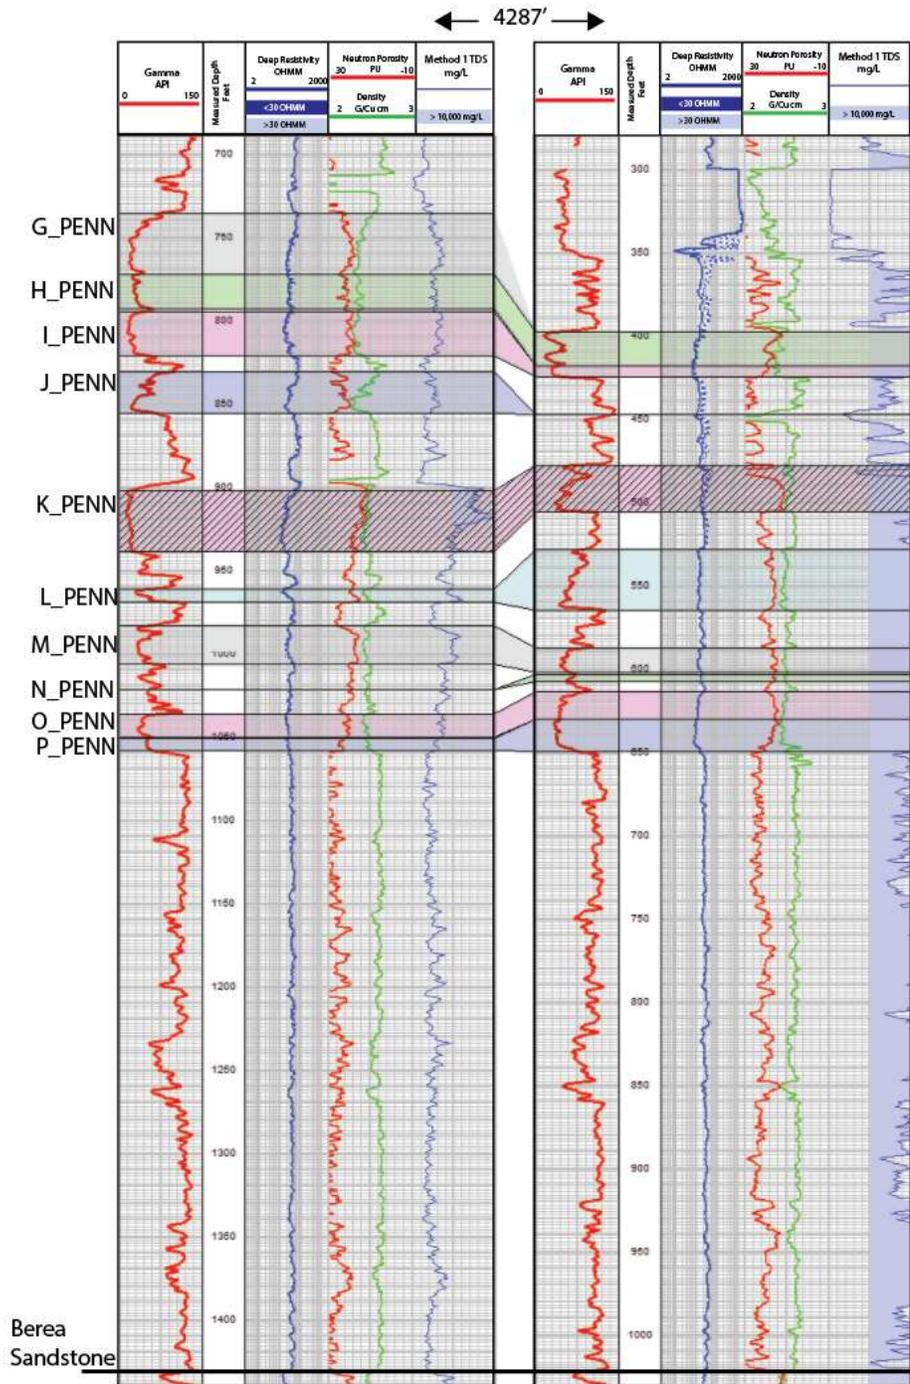 4287'
Gamma
API
0 150
Measured Depth
Feet
Deep Resistivity
OHMM
2 2000
<30 OHMM
>30 OHMM
Neutron Porosity
30 PU -10
Density
2 G/Cu cm 3
Method 1 TDS
mg/L
> 10,000 mg/L
Gamma
API
0 150
Measured Depth
Feet
Deep Resistivity
OHMM
2 2000
<30 OHMM
>30 OHMM
Neutron Porosity
30 PU -10
Density
2 G/Cu cm 3
Method 1 TDS
mg/L
> 10,000 mg/L
G_PENN
H_PENN
I_PENN
J_PENN
K_PENN
L_PENN
M_PENN
N_PENN
O_PENN
P_PENN
Berea
Sandstone
700
750
800
850
900
950
1000
1050
1100
1150
1200
1250
1300
1350
1400
300
350
400
450
500
550
600
650
700
750
800
850
900
950
1000